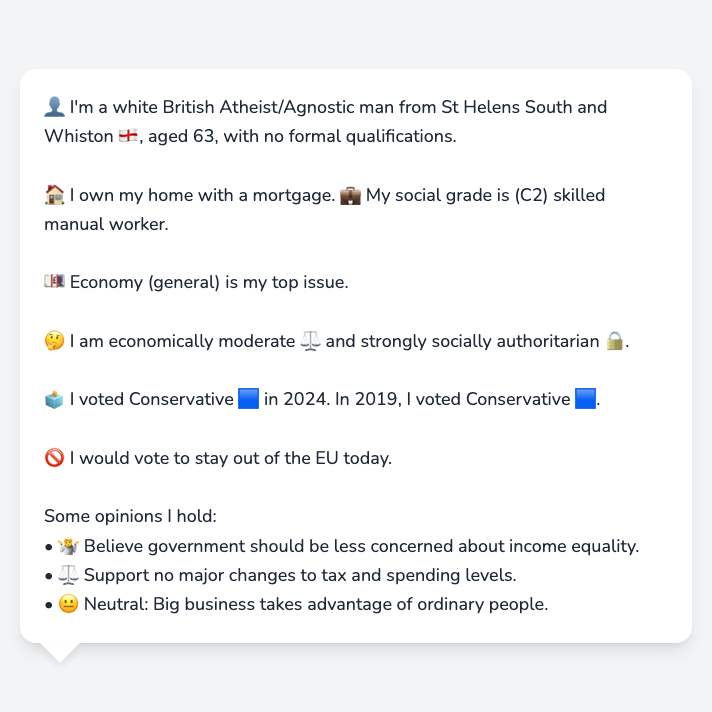 👤 I'm a white British Atheist/Agnostic man from St Helens South and
Whiston 🏴󠁧󠁢󠁥󠁮󠁧󠁿, aged 63, with no formal qualifications.
🏠 I own my home with a mortgage. 💼 My social grade is (C2) skilled
manual worker.
💷 Economy (general) is my top issue.
🤔 I am economically moderate ⚖️ and strongly socially authoritarian 🔒.
🗳️ I voted Conservative 🟦 in 2024. In 2019, I voted Conservative 🟦.
🚫 I would vote to stay out of the EU today.
Some opinions I hold:
• 🤷 Believe government should be less concerned about income equality.
• ⚖️ Support no major changes to tax and spending levels.
• 😐 Neutral: Big business takes advantage of ordinary people.